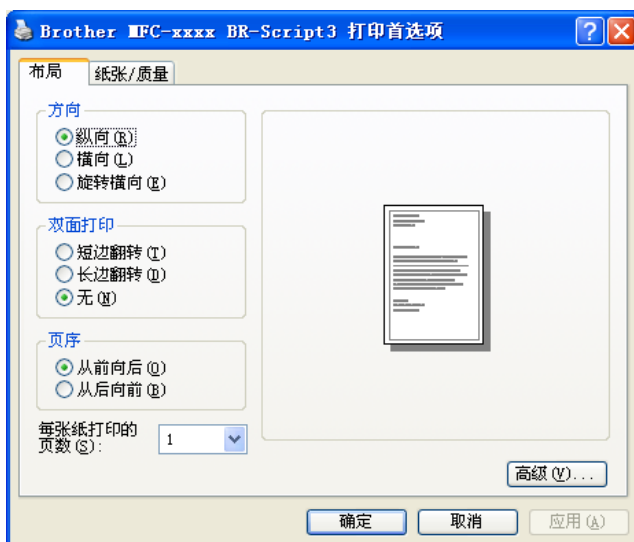 Brother MFC-xxxx BR-Script3 打印首选项
布局 纸张/质量
方向
纵向(R)
横向(L)
旋转横向(E)
双面打印
短边翻转(T)
长边翻转(D)
无(N)
页序
从前向后(O)
从后向前(B)
每张纸打印的
页数(S): 1
高级(V)...
确定 取消 应用(A)